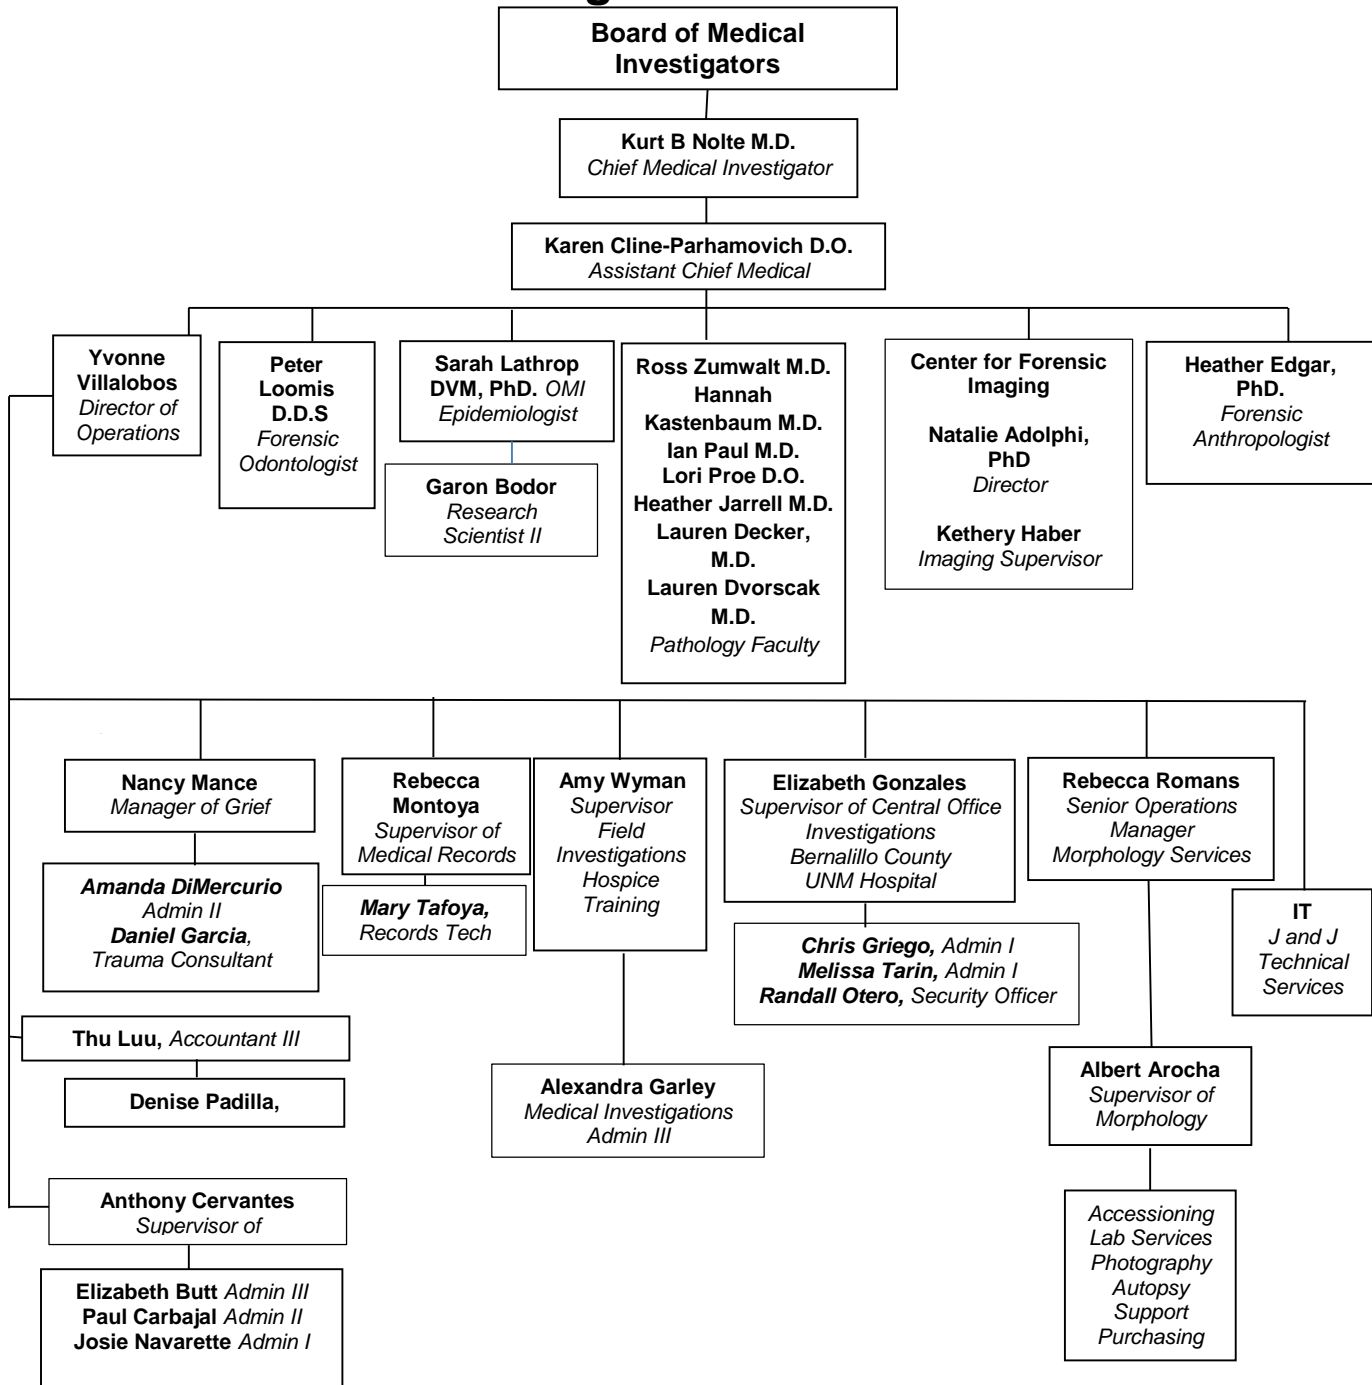 Board of Medical
Investigators
Kurt B Nolte M.D.
Chief Medical Investigator
Karen Cline-Parhamovich D.O.
Assistant Chief Medical
Yvonne
Villalobos
Director of
Operations
Peter
Loomis
D.D.S
Forensic
Odontologist
Sarah Lathrop
DVM, PhD. OMI
Epidemiologist
Garon Bodor
Research
Scientist II
Ross Zumwalt M.D.
Hannah
Kastenbaum M.D.
Ian Paul M.D.
Lori Proe D.O.
Heather Jarrell M.D.
Lauren Decker,
M.D.
Lauren Dvorscak
M.D.
Pathology Faculty
Center for Forensic
Imaging
Natalie Adolphi,
PhD
Director
Kethery Haber
Imaging Supervisor
Heather Edgar,
PhD.
Forensic
Anthropologist
Nancy Mance
Manager of Grief
Amanda DiMercurio
Admin II
Daniel Garcia,
Trauma Consultant
Rebecca
Montoya
Supervisor of
Medical Records
Mary Tafoya,
Records Tech
Amy Wyman
Supervisor
Field
Investigations
Hospice
Training
Alexandra Garley
Medical Investigations
Admin III
Elizabeth Gonzales
Supervisor of Central Office
Investigations
Bernalillo County
UNM Hospital
Chris Griego, Admin I
Melissa Tarin, Admin I
Randall Otero, Security Officer
Rebecca Romans
Senior Operations
Manager
Morphology Services
Albert Arocha
Supervisor of
Morphology
Accessioning
Lab Services
Photography
Autopsy
Support
Purchasing
IT
J and J
Technical
Services
Thu Luu, Accountant III
Denise Padilla,
Anthony Cervantes
Supervisor of
Elizabeth Butt Admin III
Paul Carbajal Admin II
Josie Navarette Admin I